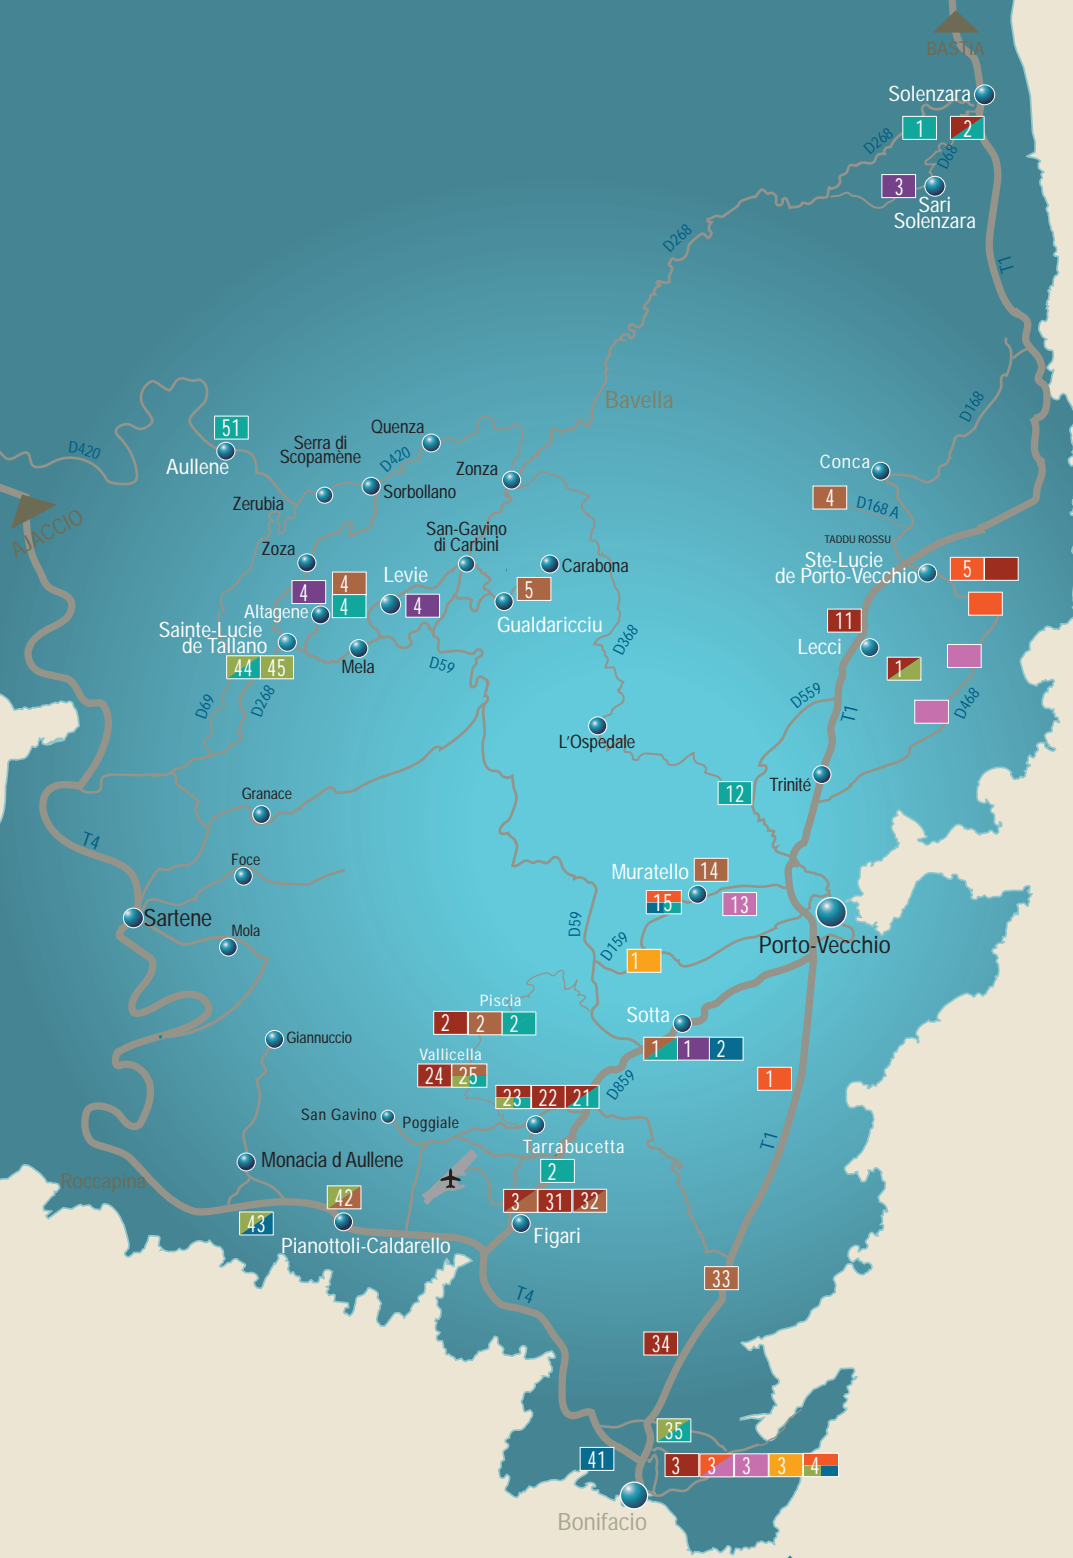 BASTIA
Solenzara
1
2
D268
D68
3
Sari
Solenzara
D268
T1
Bavella
D168
51
Quenza
Serra di
Scopamène
D420
D420
Aullene
Zonza
Conca
Sorbollano
Zerubia
4
D168 A
AJACCIO
San-Gavino
di Carbini
TADDU ROSSU
Zoza
Ste-Lucie
de Porto-Vecchio
5
Carabona
Levie
4
4
4
4
5
Altagene
Gualdaricciu
11
Sainte-Lucie
de Tallano
Lecci
D368
44
45
Mela
D59
1
D559
D69
D268
T1
D468
L'Ospedale
Trinité
Granace
12
T4
Foce
Muratello
14
15
13
Sartene
Mola
D59
D159
Porto-Vecchio
1
Piscia
2
2
2
Sotta
Giannuccio
1
1
2
Vallicella
24
25
1
23
22
21
D859
San Gavino
Poggiale
Tarrabucetta
T1
Monacia d Aullene
2
Roccapina
42
3
31
32
43
Figari
Pianottoli-Caldarello
33
T4
34
35
41
3
3
3
3
4
Bonifacio